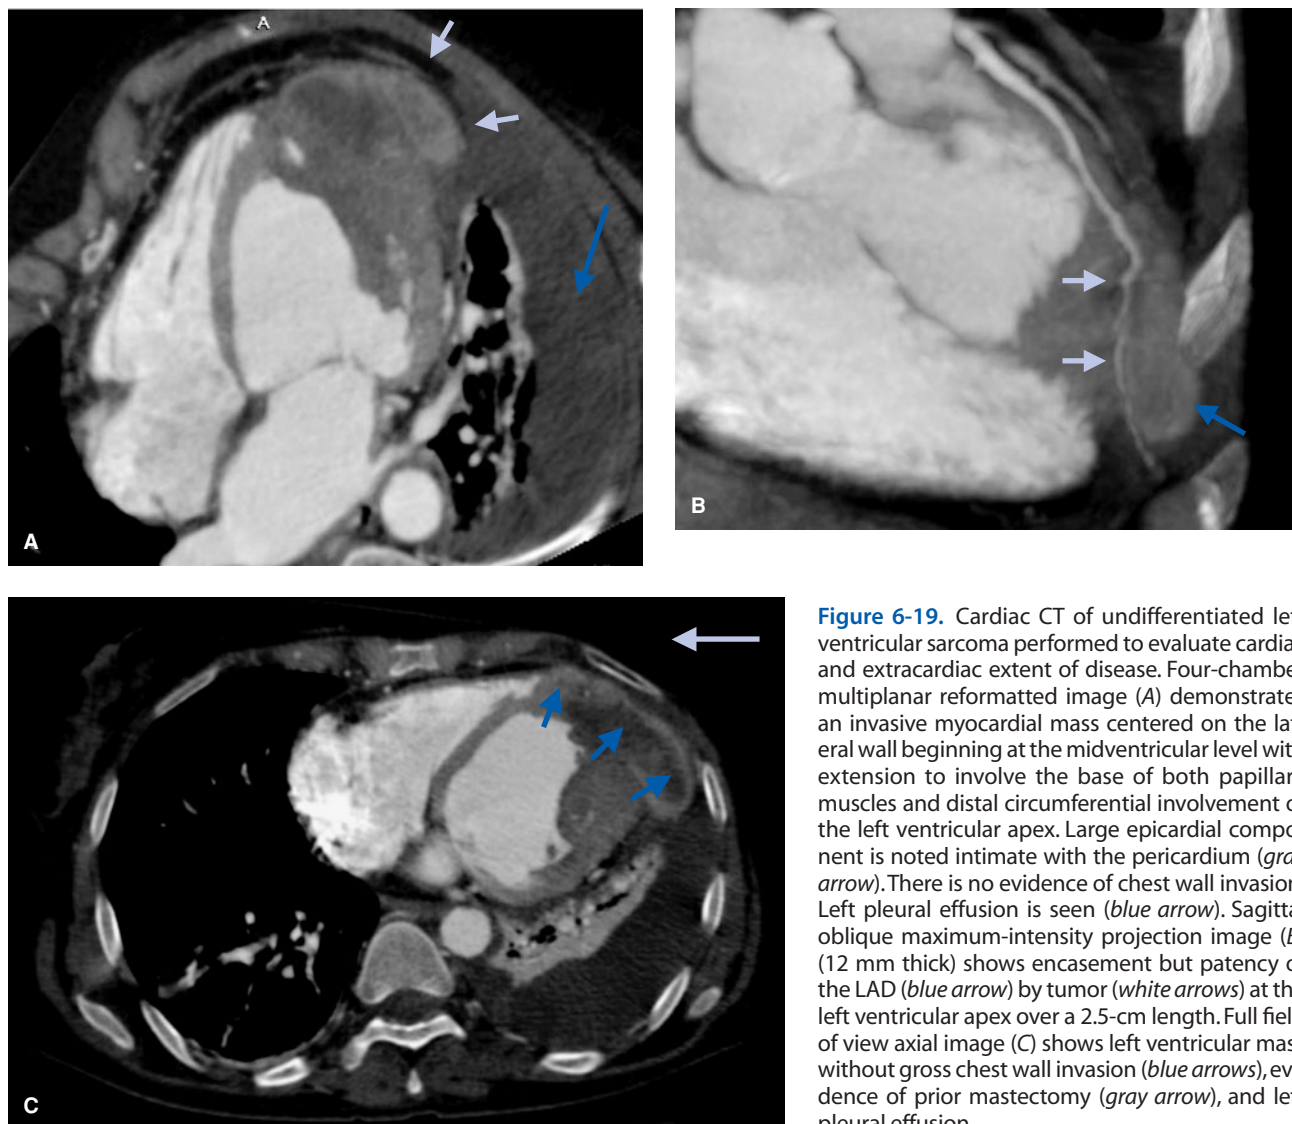 A
A
B
C
Figure 6-19. Cardiac CT of undifferentiated lef
ventricular sarcoma performed to evaluate cardia
and extracardiac extent of disease. Four-chambe
multiplanar reformatted image (A) demonstrate
an invasive myocardial mass centered on the lat
eral wall beginning at the midventricular level wit
extension to involve the base of both papillar
muscles and distal circumferential involvement o
the left ventricular apex. Large epicardial compo
nent is noted intimate with the pericardium (gra
arrow). There is no evidence of chest wall invasion
Left pleural effusion is seen (blue arrow). Sagitta
oblique maximum-intensity projection image (B
(12 mm thick) shows encasement but patency o
the LAD (blue arrow) by tumor (white arrows) at th
left ventricular apex over a 2.5-cm length. Full fiel
of view axial image (C) shows left ventricular mas
without gross chest wall invasion (blue arrows), ev
dence of prior mastectomy (gray arrow), and lef
pleural effusion